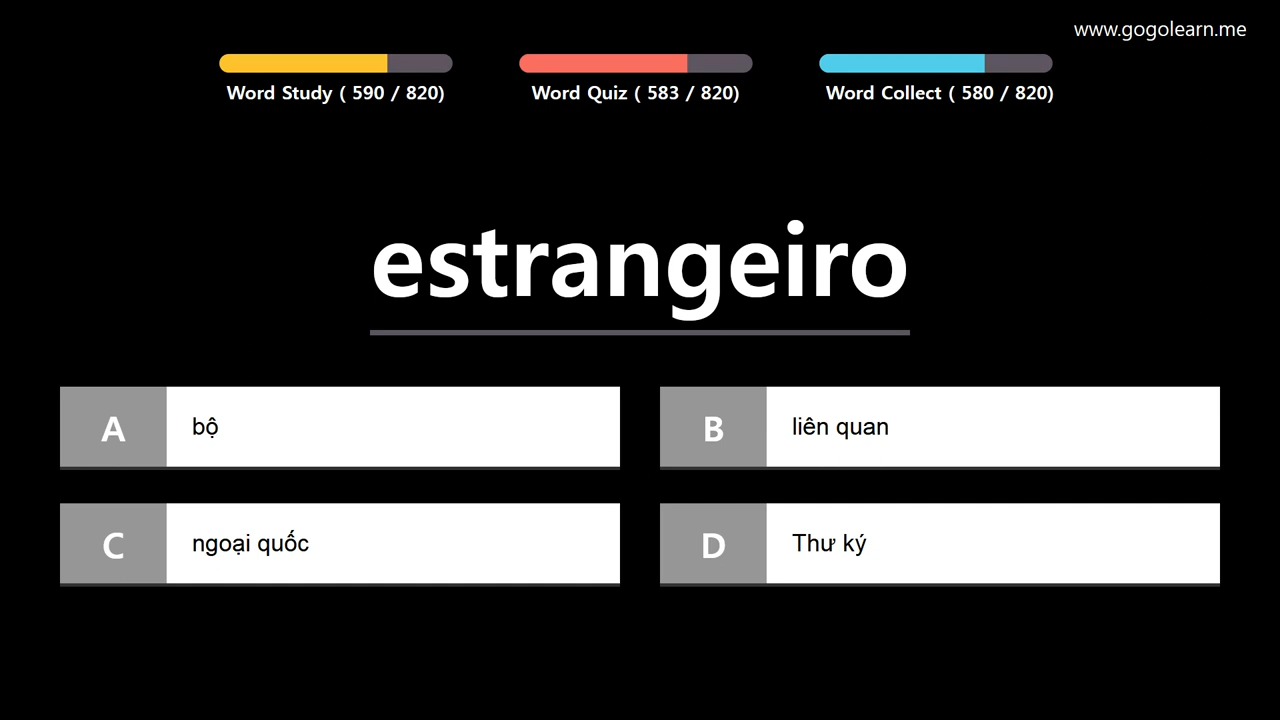 www.gogolearn.me
Word Study ( 590 / 820)
Word Quiz ( 583 / 820)
Word Collect ( 580 / 820)
estrangeiro
A bộ
B liên quan
C ngoại quốc
D Thư ký